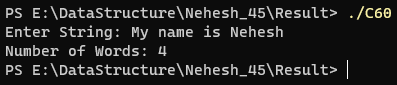 PS E:\DataStructure\Nehesh_45\Result> ./C60
Enter String: My name is Nehesh
Number of Words: 4
PS E:\DataStructure\Nehesh_45\Result>